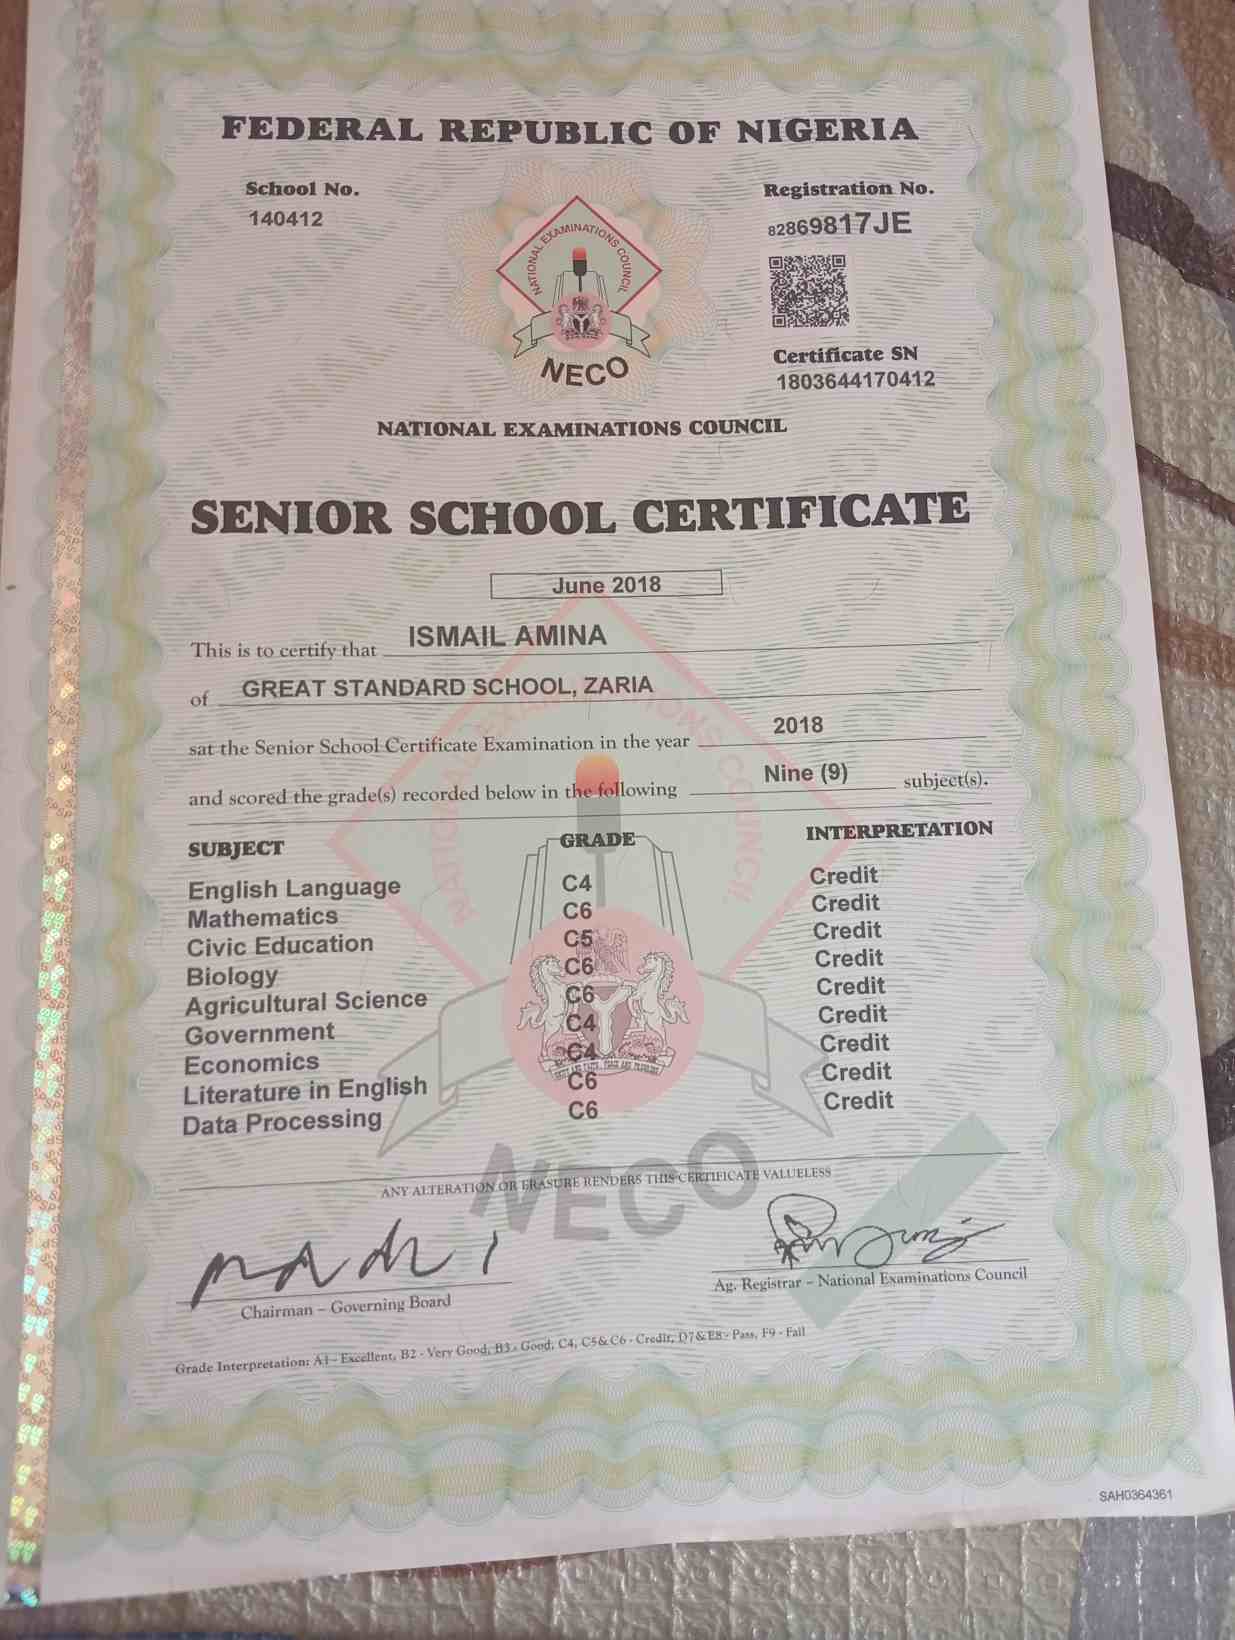 FEDERAL REPUBLIC OF NIGERIA
School No.
140412
Registration No.
82869817JE
NATIONAL EXAMINATIONS COUNCIL
NECO
Certificate SN
1803644170412
NATIONAL EXAMINATIONS COUNCIL
SENIOR SCHOOL CERTIFICATE
June 2018
This is to certify that ISMAIL AMINA
of GREAT STANDARD SCHOOL, ZARIA
sat the Senior School Certificate Examination in the year 2018
and scored the grade(s) recorded below in the following Nine (9) subject(s).
SUBJECT GRADE INTERPRETATION
English Language C4 Credit
Mathematics C6 Credit
Civic Education C5 Credit
Biology C6 Credit
Agricultural Science C6 Credit
Government C4 Credit
Economics C4 Credit
Literature in English C6 Credit
Data Processing C6 Credit
NATIONAL EXAMINATIONS COUNCIL
NECO
ANY ALTERATION OR ERASURE RENDERS THIS CERTIFICATE VALUELESS
Chairman – Governing Board
Ag. Registrar – National Examinations Council
Grade Interpretation: A1 - Excellent, B2 - Very Good, B3 - Good, C4, C5 & C6 - Credit, D7 & E8 - Pass, F9 - Fail
SAH0364361